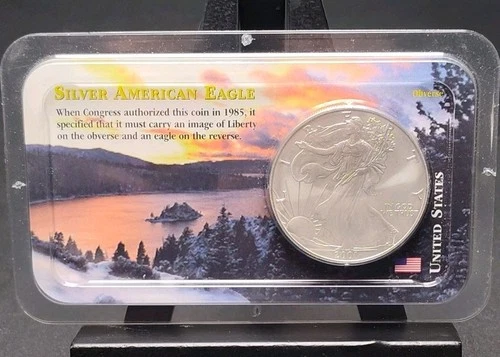 SILVER AMERICAN EAGLE
Obverse
When Congress authorized this coin in 1985, it
specified that it must carry an image of Liberty
on the obverse and an eagle on the reverse.
UNITED STATES